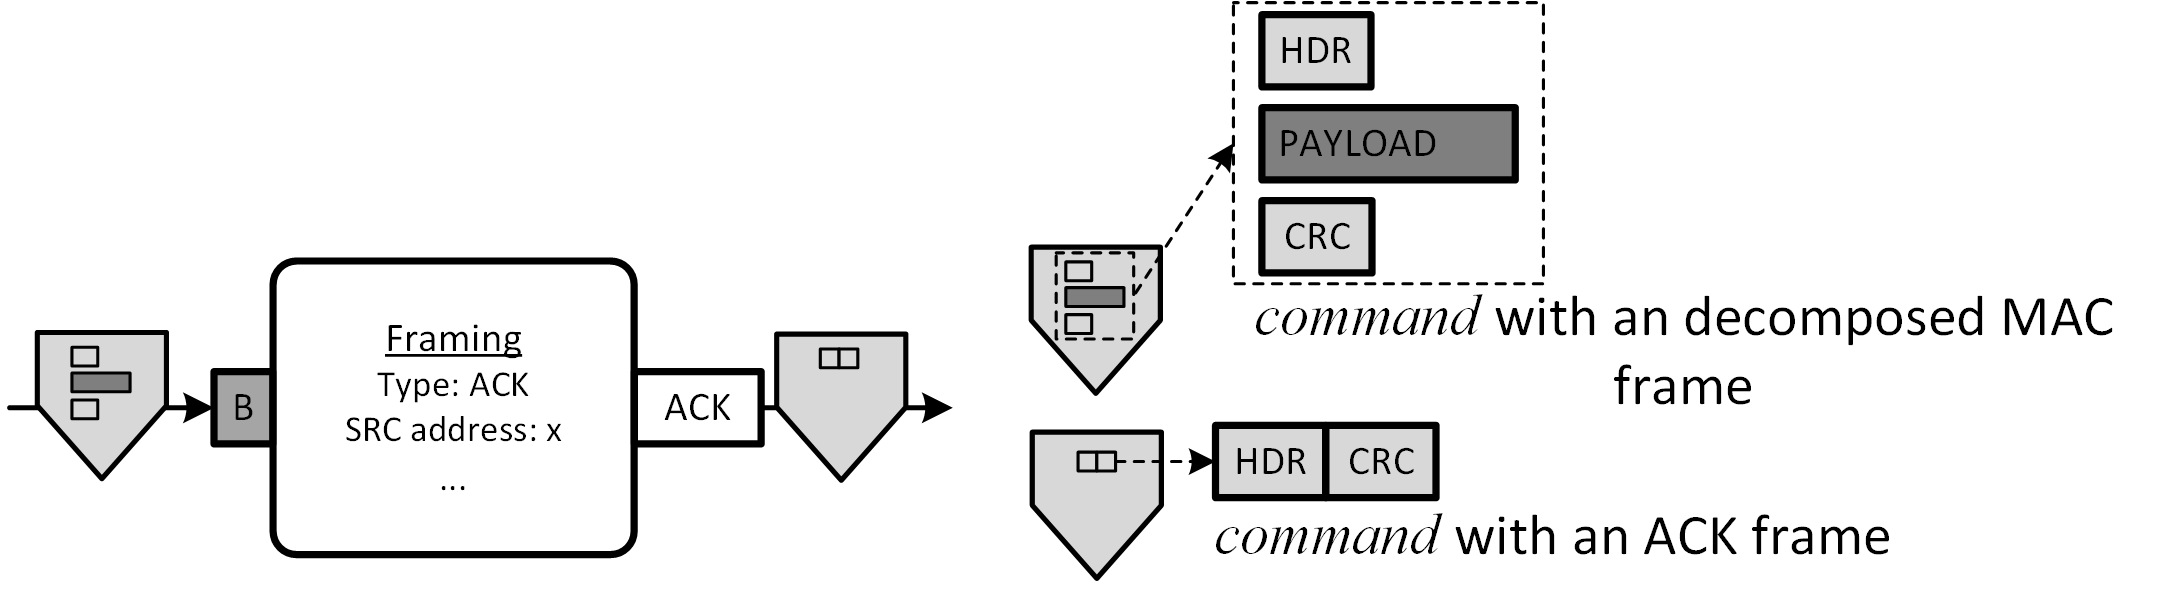 B
Framing
Type: ACK
SRC address: x
...
ACK
HDR
PAYLOAD
CRC
command with an decomposed MAC
frame
HDR CRC
command with an ACK frame